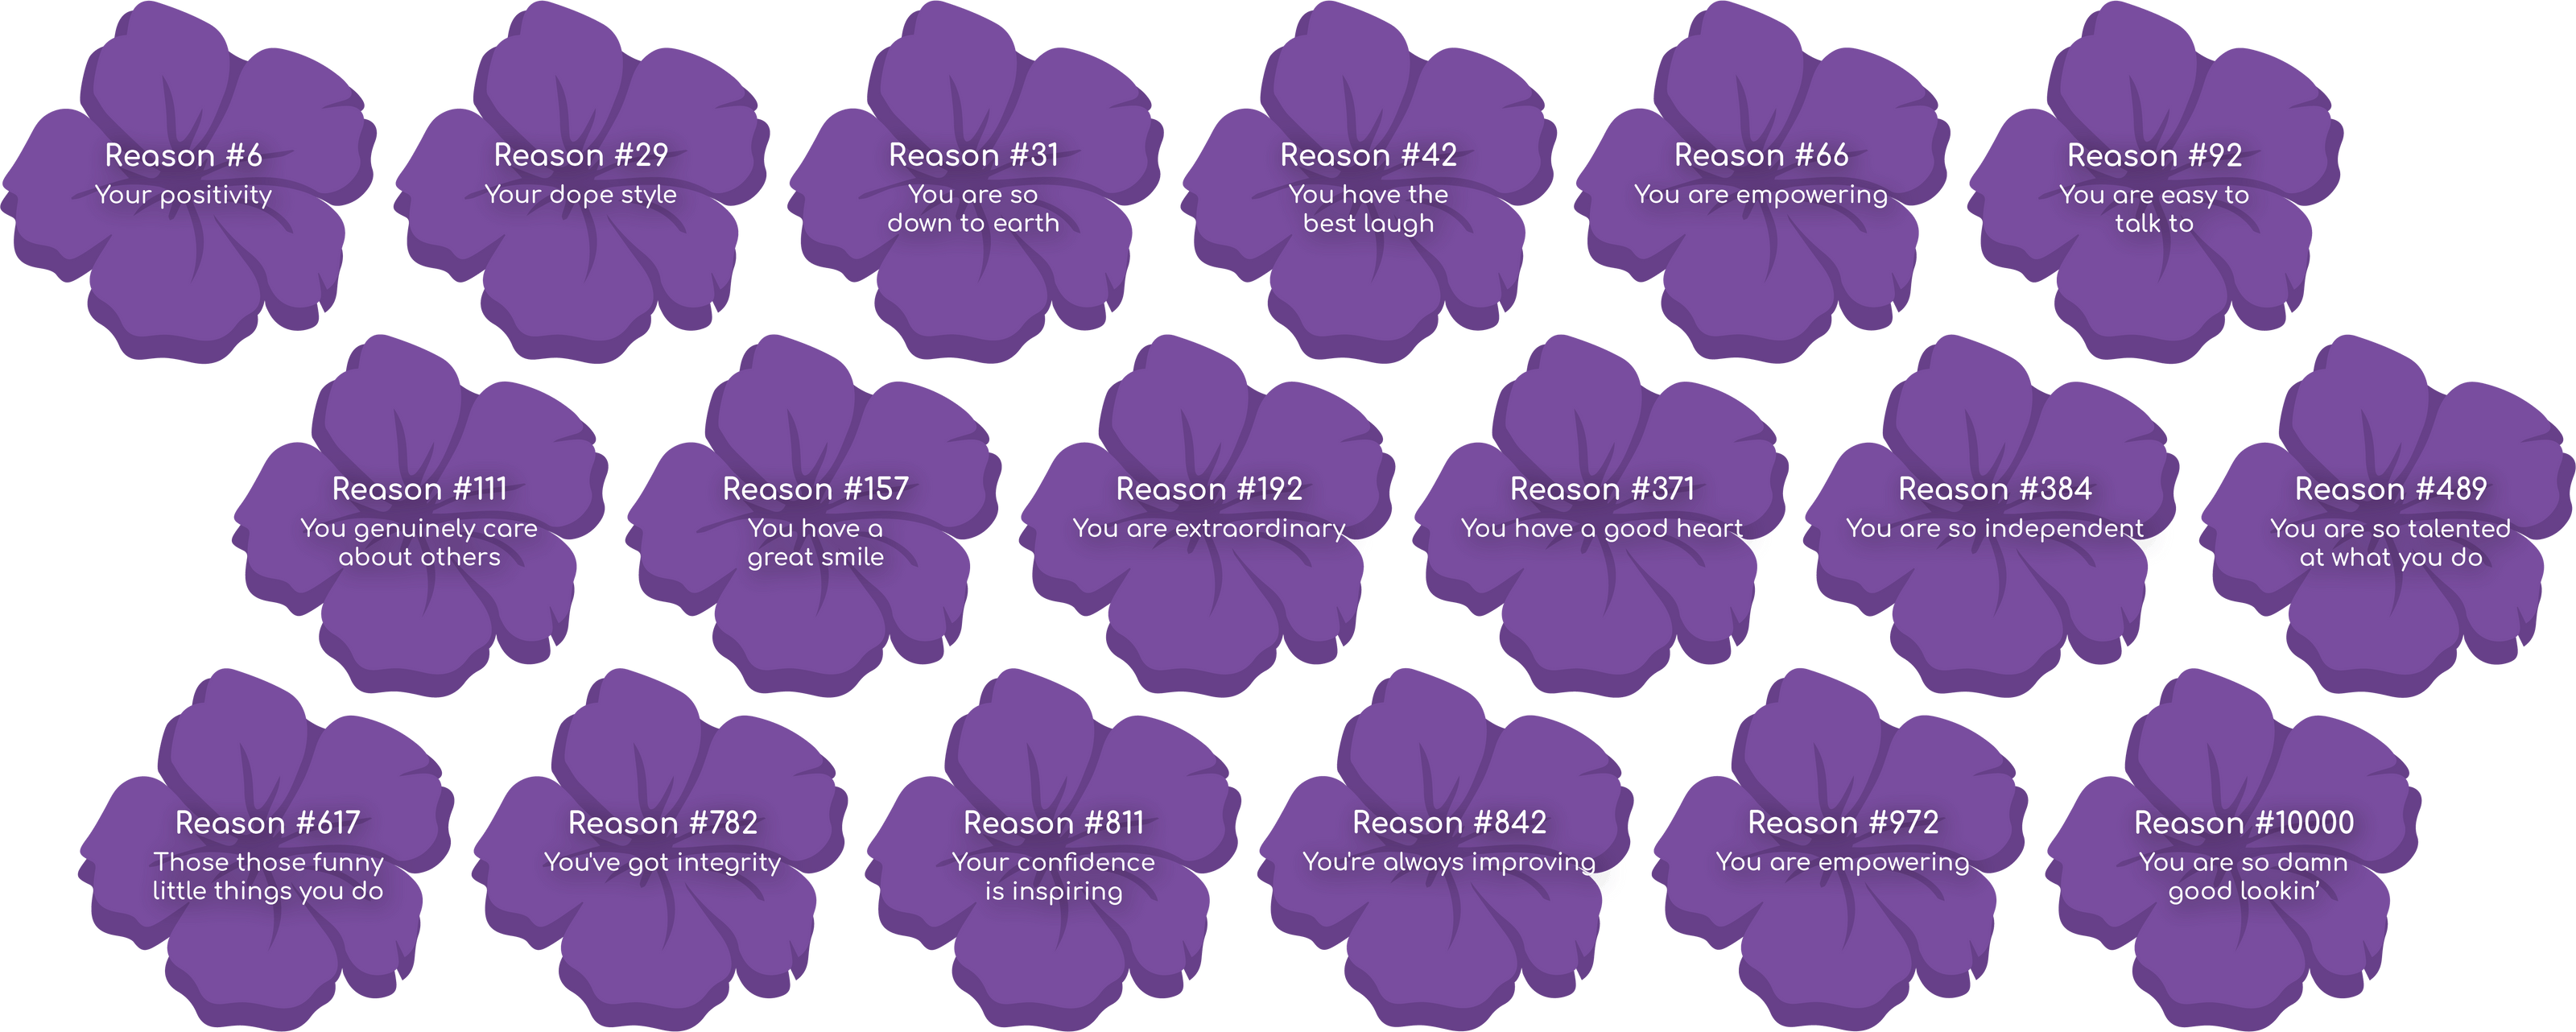 Reason #6
Your positivity
Reason #29
Your dope style
Reason #31
You are so
down to earth
Reason #42
You have the
best laugh
Reason #66
You are empowering
Reason #92
You are easy to
talk to
Reason #111
You genuinely care
about others
Reason #157
You have a
great smile
Reason #192
You are extraordinary
Reason #371
You have a good heart
Reason #384
You are so independent
Reason #489
You are so talented
at what you do
Reason #617
Those those funny
little things you do
Reason #782
You've got integrity
Reason #811
Your confidence
is inspiring
Reason #842
You're always improving
Reason #972
You are empowering
Reason #10000
You are so damn
good lookin’